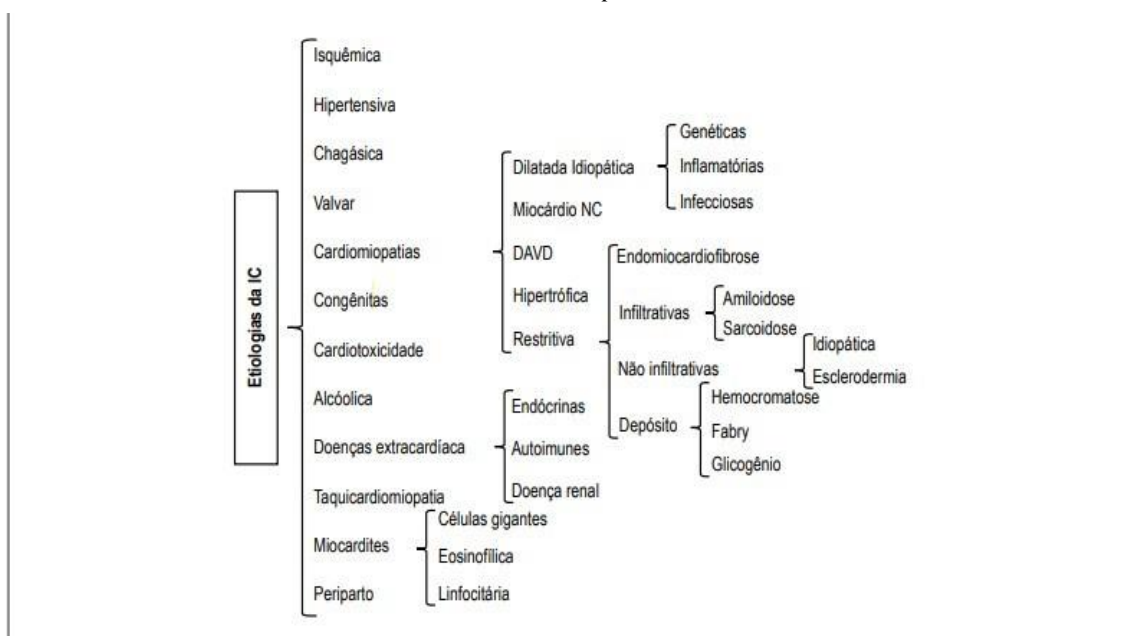 Etiologias da IC
Isquêmica
Hipertensiva
Chagásica
Valvar
Cardiomiopatias
Congênitas
Cardiotoxicidade
Alcóolica
Doenças extracardíaca
Taquicardiomiopatia
Miocardites
Periparto
Dilatada Idiopática
Miocárdio NC
DAVD
Hipertrófica
Restritiva
Genéticas
Inflamatórias
Infecciosas
Endomiocardiofibrose
Infiltrativas
Não infiltrativas
Depósito
Amiloidose
Sarcoidose
Idiopática
Esclerodermia
Hemocromatose
Fabry
Glicogênio
Endócrinas
Autoimunes
Doença renal
Células gigantes
Eosinofílica
Linfocitária